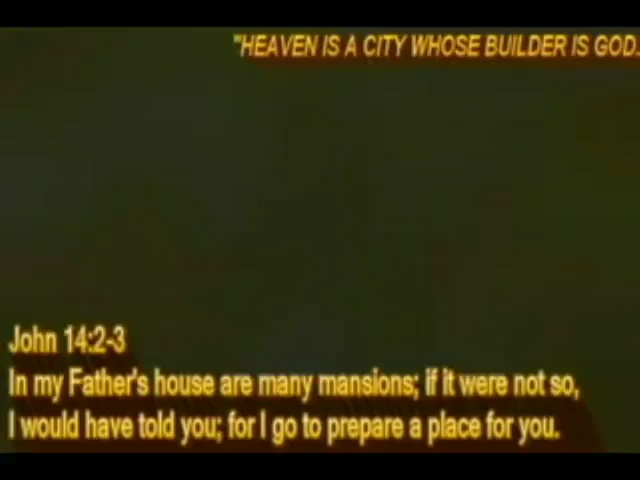 "HEAVEN IS A CITY WHOSE BUILDER IS GOD.
John 14:2-3
In my Father's house are many mansions; if it were not so,
I would have told you; for I go to prepare a place for you.